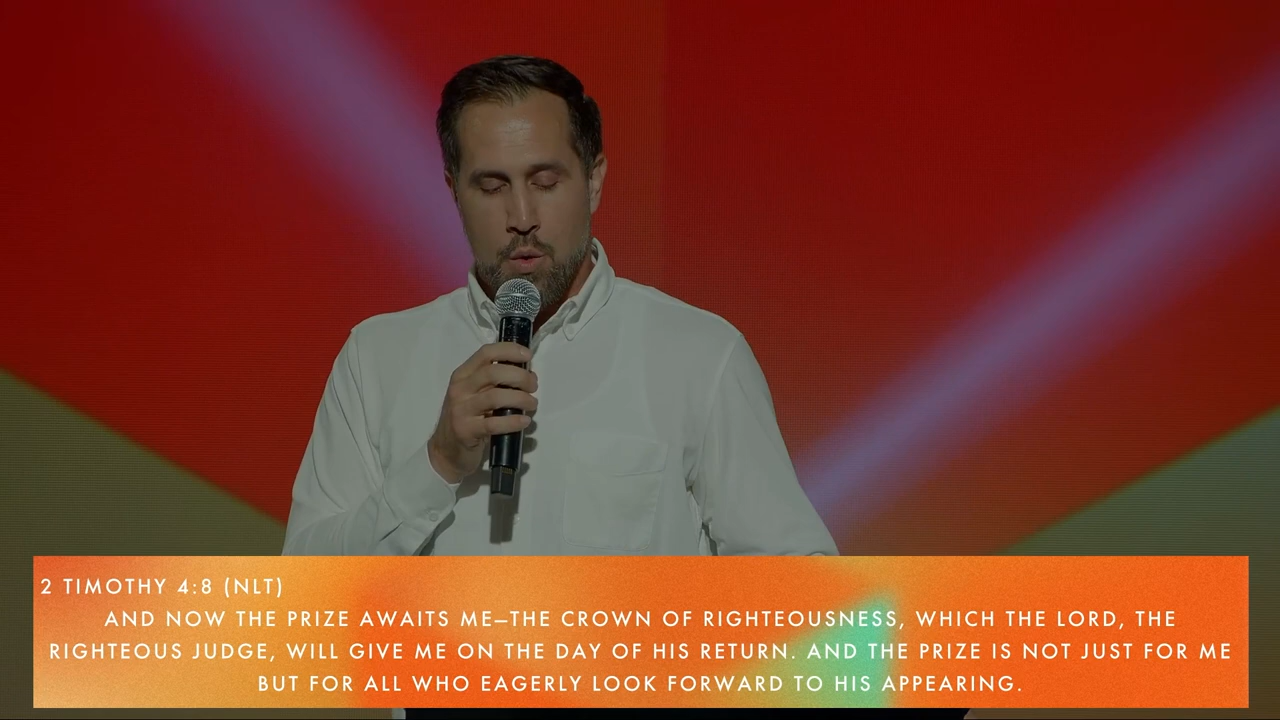 2 TIMOTHY 4:8 (NLT)
AND NOW THE PRIZE AWAITS ME—THE CROWN OF RIGHTEOUSNESS, WHICH THE LORD, THE
RIGHTEOUS JUDGE, WILL GIVE ME ON THE DAY OF HIS RETURN. AND THE PRIZE IS NOT JUST FOR ME
BUT FOR ALL WHO EAGERLY LOOK FORWARD TO HIS APPEARING.